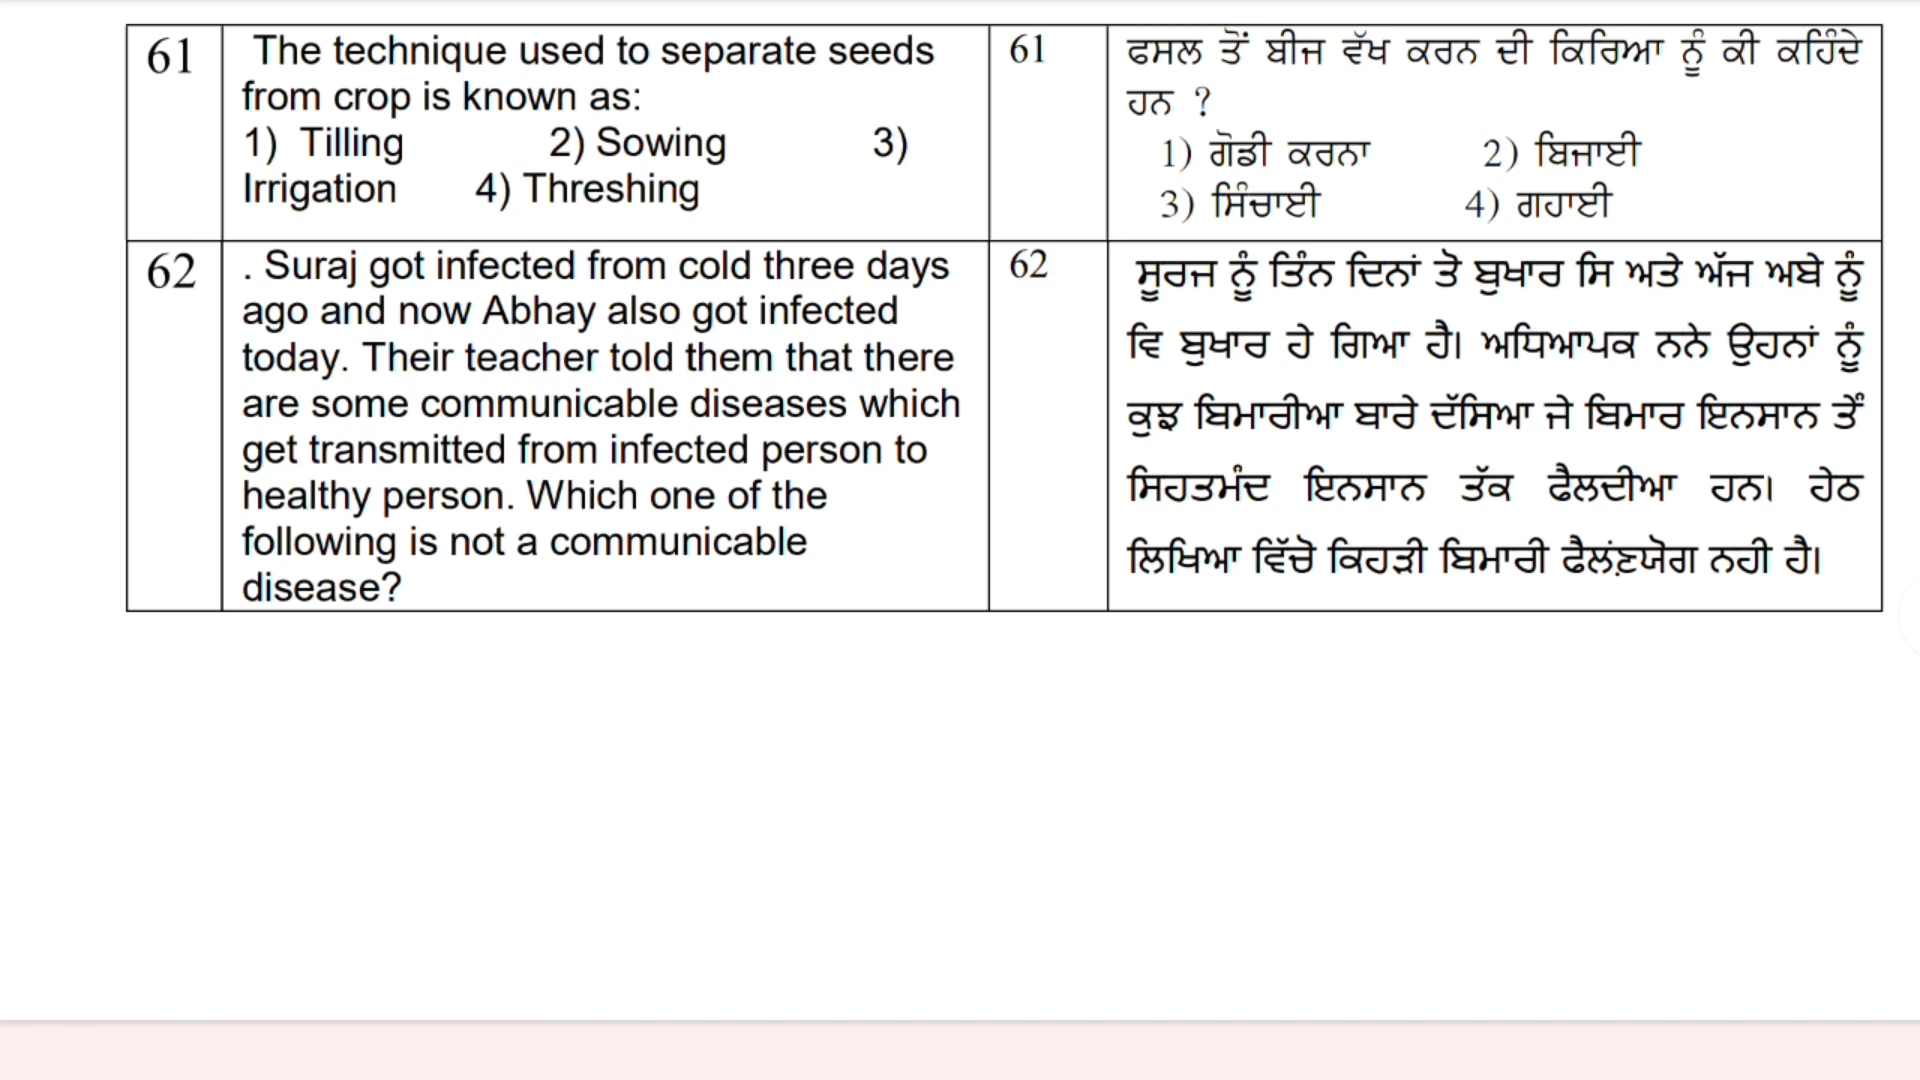 61
The technique used to separate seeds
from crop is known as:
1) Tilling 2) Sowing 3)
Irrigation 4) Threshing
61
ਫਸਲ ਤੋਂ ਬੀਜ ਵੱਖ ਕਰਨ ਦੀ ਕਿਰਿਆ ਨੂੰ ਕੀ ਕਹਿੰਦੇ
ਹਨ ?
1) ਗੋਡੀ ਕਰਨਾ 2) ਬਿਜਾਈ
3) ਸਿੰਚਾਈ 4) ਗਹਾਈ
62
. Suraj got infected from cold three days
ago and now Abhay also got infected
today. Their teacher told them that there
are some communicable diseases which
get transmitted from infected person to
healthy person. Which one of the
following is not a communicable
disease?
62
ਸੂਰਜ ਨੂੰ ਤਿੰਨ ਦਿਨਾਂ ਤੋ ਬੁਖਾਰ ਸਿ ਅਤੇ ਅੱਜ ਅਬੇ ਨੂੰ
ਵਿ ਬੁਖਾਰ ਹੇ ਗਿਆ ਹੈ। ਅਧਿਆਪਕ ਨਨੇ ਉਹਨਾਂ ਨੂੰ
ਕੁਝ ਬਿਮਾਰੀਆ ਬਾਰੇ ਦੱਸਿਆ ਜੇ ਬਿਮਾਰ ਇਨਸਾਨ ਤੇਂ
ਸਿਹਤਮੰਦ ਇਨਸਾਨ ਤੱਕ ਫੈਲਦੀਆ ਹਨ। ਹੇਠ
ਲਿਖਿਆ ਵਿੱਚੋ ਕਿਹੜੀ ਬਿਮਾਰੀ ਫੈਲਂਣਯੋਗ ਨਹੀ ਹੈ।